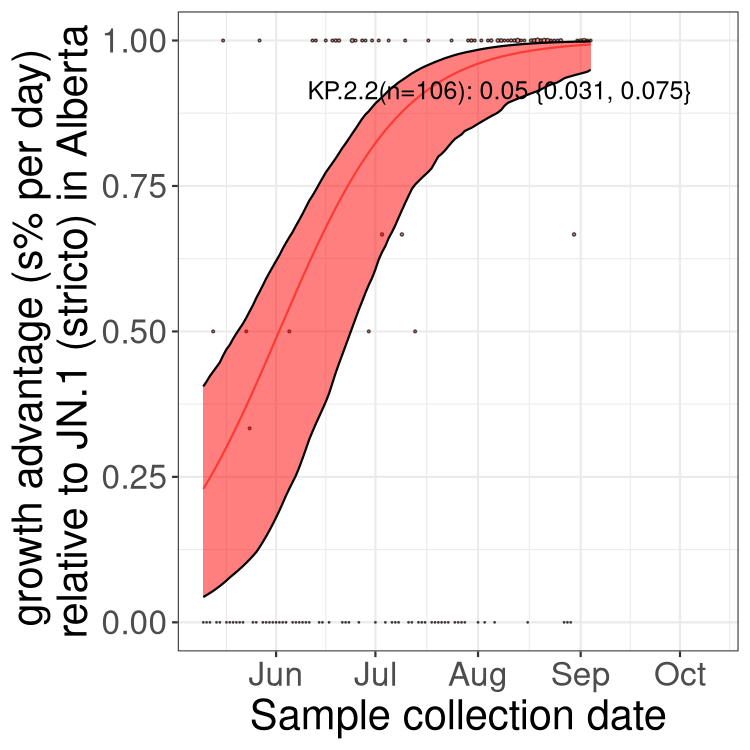 growth advantage (s% per day)
relative to JN.1 (stricto) in Alberta
1.00
0.75
0.50
0.25
0.00
KP.2.2(n=106): 0.05 {0.031, 0.075}
Jun Jul Aug Sep Oct
Sample collection date